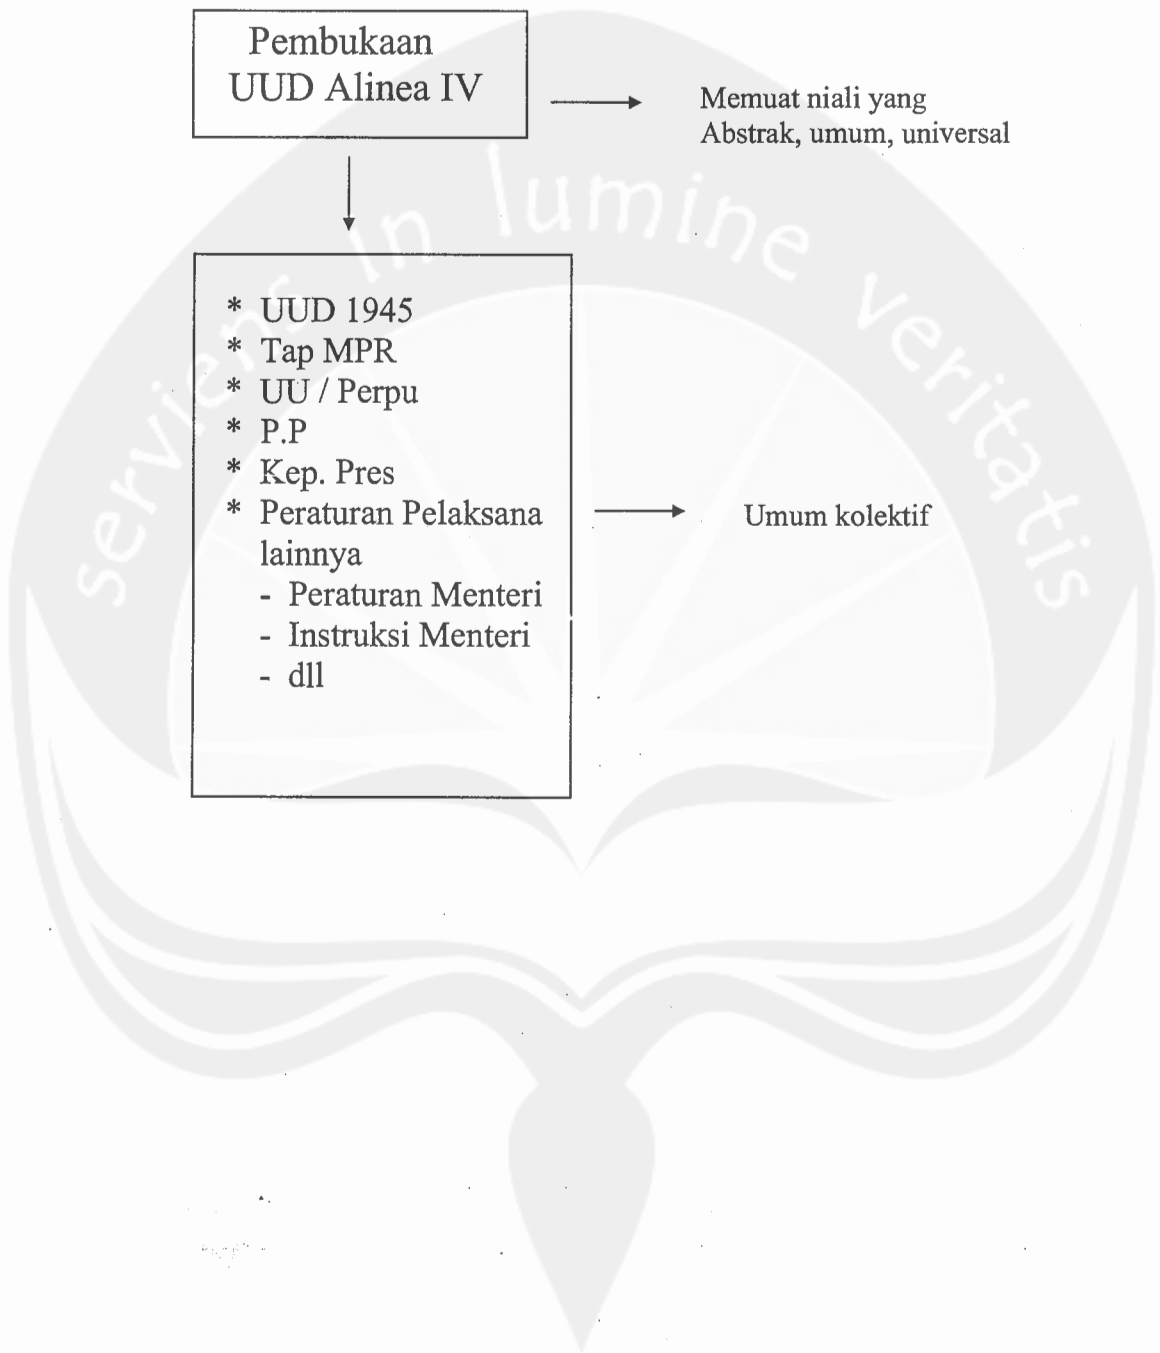 Pembukaan
UUD Alinea IV
Memuat niali yang
Abstrak, umum, universal
* UUD 1945
* Tap MPR
* UU / Perpu
* P.P
* Kep. Pres
* Peraturan Pelaksana
lainnya
- Peraturan Menteri
- Instruksi Menteri
- dll
Umum kolektif
serviens in lumine veritatis